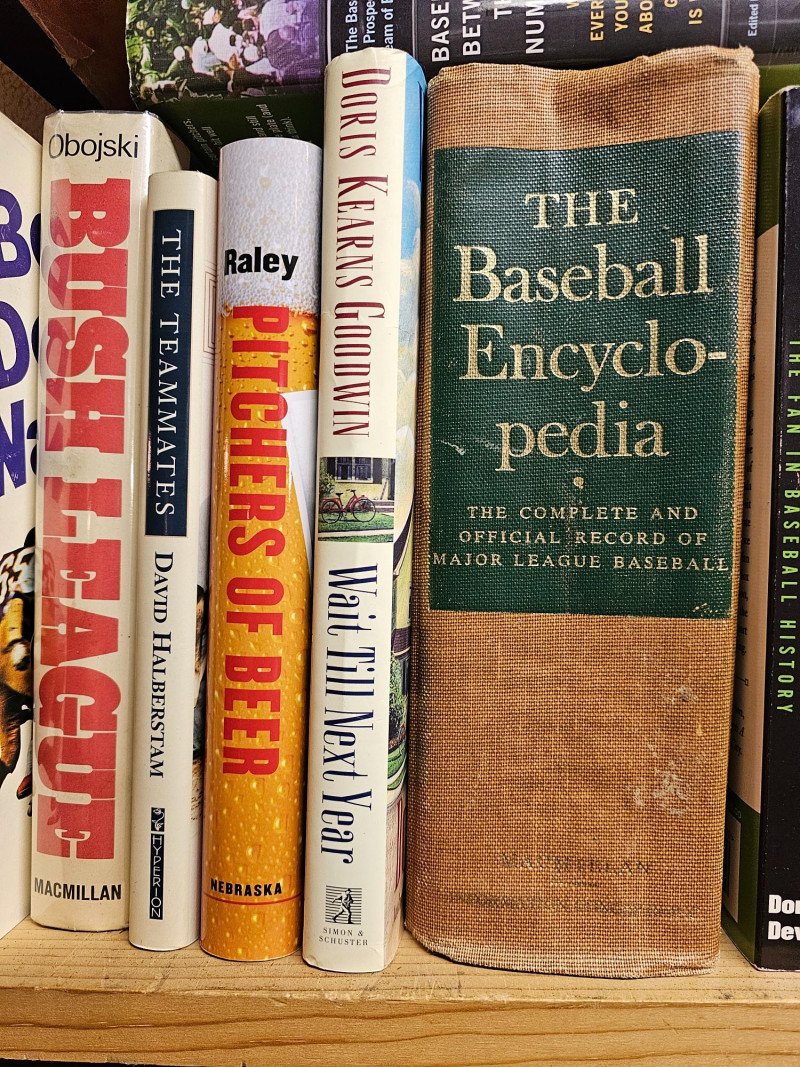 Obojski
BUSH LEAGUE
MACMILLAN
THE TEAMMATES
DAVID HALBERSTAM
HYPERION
Raley
PITCHERS OF BEER
NEBRASKA
DORIS KEARNS GOODWIN
Wait Till Next Year
SIMON &
SCHUSTER
THE
Baseball
Encyclo-
pedia
THE COMPLETE AND
OFFICIAL RECORD OF
MAJOR LEAGUE BASEBALL
MACMILLAN
THE FAN IN BASEBALL HISTORY